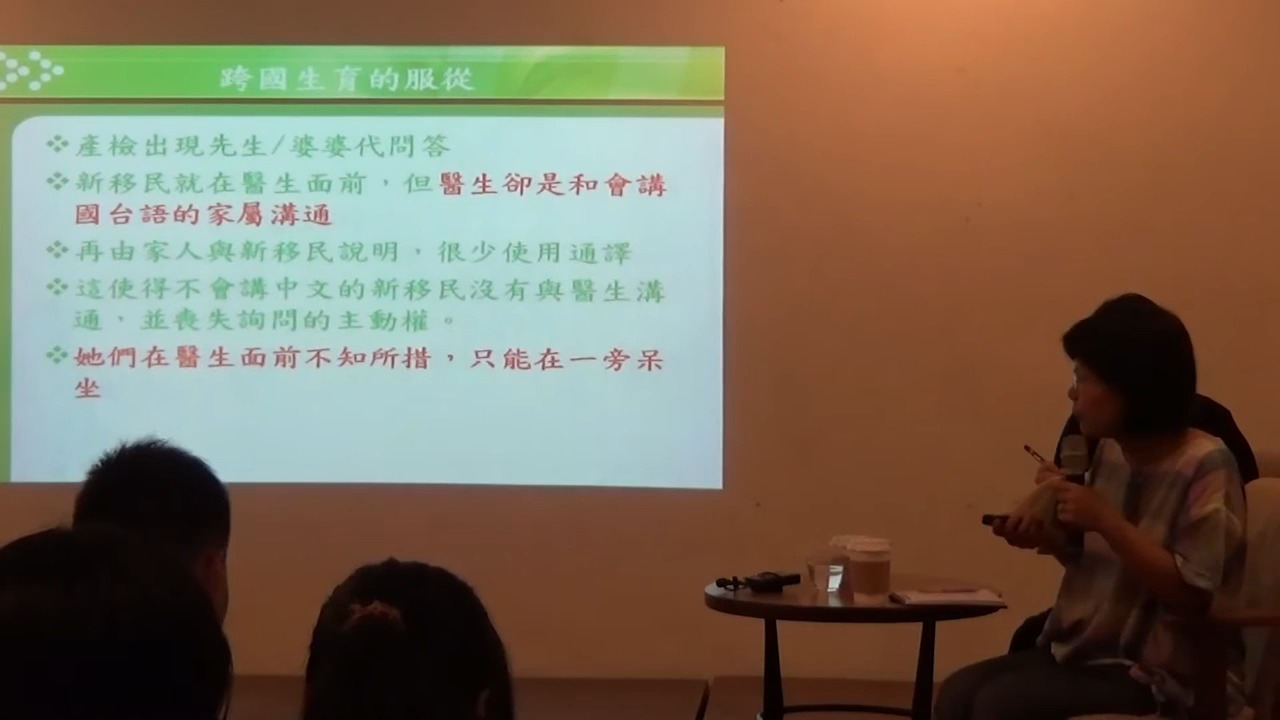 跨國生育的服從
❖產檢出現先生/婆婆代問答
❖新移民就在醫生面前，但醫生卻是和會講
國台語的家屬溝通
❖再由家人與新移民說明，很少使用通譯
❖這使得不會講中文的新移民沒有與醫生溝
通，並喪失詢問的主動權。
❖她們在醫生面前不知所措，只能在一旁呆
坐